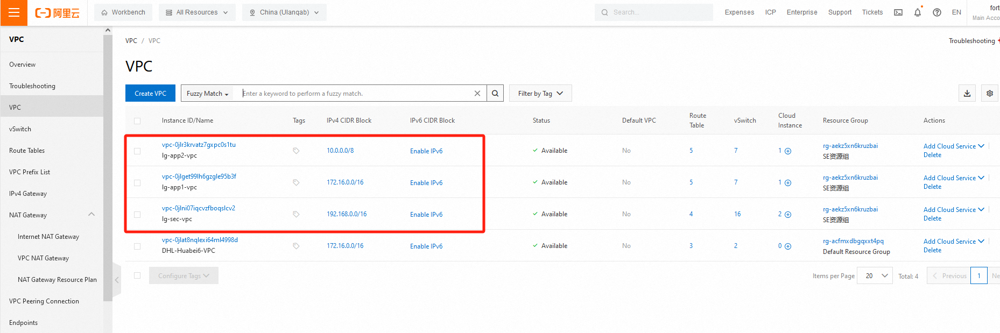 阿里云
Workbench
All Resources
China (Ulanqab)
Search...
Expenses
ICP
Enterprise
Support
Tickets
EN
fort
Main Acco
VPC
Overview
Troubleshooting
VPC
vSwitch
Route Tables
VPC Prefix List
IPv4 Gateway
NAT Gateway
Internet NAT Gateway
VPC NAT Gateway
NAT Gateway Resource Plan
VPC Peering Connection
Endpoints
VPC / VPC
Troubleshooting
VPC
Create VPC
Fuzzy Match
Enter a keyword to perform a fuzzy match.
Filter by Tag
Instance ID/Name
Tags
IPv4 CIDR Block
IPv6 CIDR Block
Status
Default VPC
Route
Table
vSwitch
Cloud
Instance
Resource Group
Actions
vpc-0jlr3krvatz7gxpc0s1tu
lg-app2-vpc
10.0.0.0/8
Enable IPv6
Available
No
5
7
1
rg-aekz5xn6kruzbai
SE资源组
Add Cloud Service
Delete
vpc-0jlget99lh6gzgle95b3f
lg-app1-vpc
172.16.0.0/16
Enable IPv6
Available
No
5
7
1
rg-aekz5xn6kruzbai
SE资源组
Add Cloud Service
Delete
vpc-0jlni07iqcvzfboqslcv2
lg-sec-vpc
192.168.0.0/16
Enable IPv6
Available
No
4
16
2
rg-aekz5xn6kruzbai
SE资源组
Add Cloud Service
Delete
vpc-0jlat8nqlexi64ml4998d
DHL-Huabei6-VPC
172.16.0.0/16
Enable IPv6
Available
No
3
2
0
rg-acfmxdbgqxxt4pq
Default Resource Group
Add Cloud Service
Delete
Configure Tags
Items per Page
20
Total: 4
Previous
1
Ne